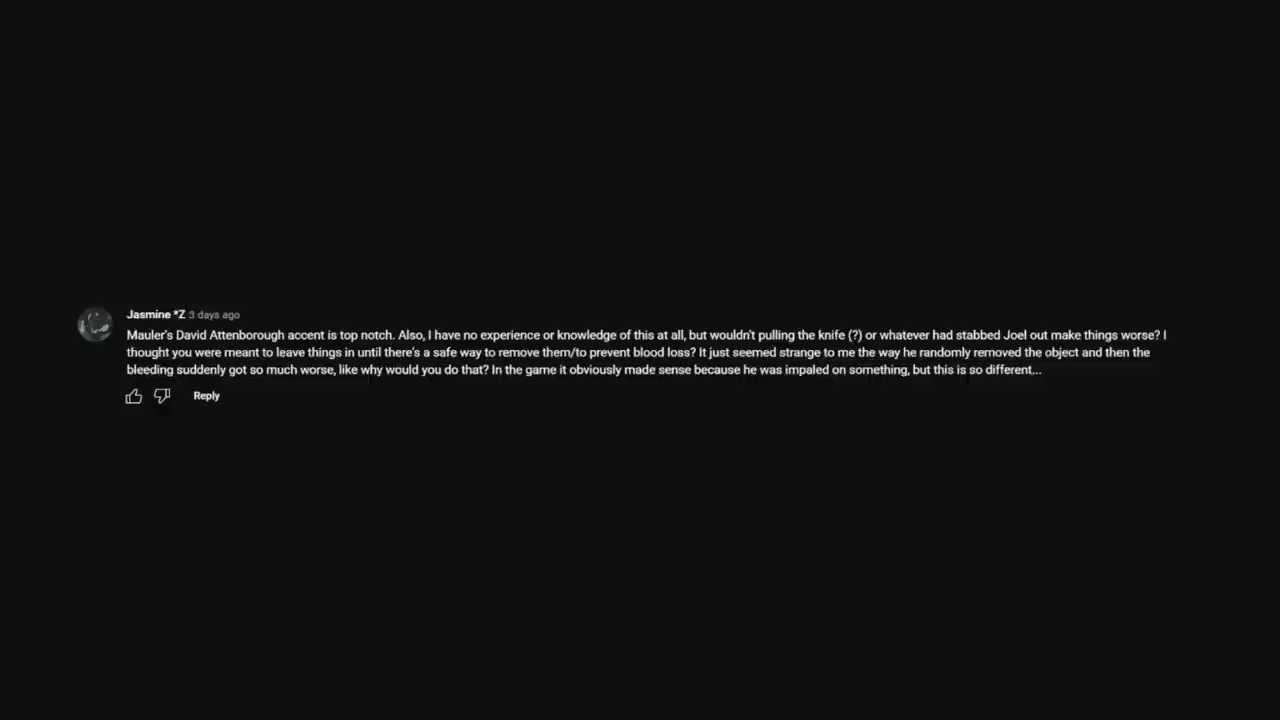 Jasmine *Z 3 days ago
Mauler's David Attenborough accent is top notch. Also, I have no experience or knowledge of this at all, but wouldn't pulling the knife (?) or whatever had stabbed Joel out make things worse? I
thought you were meant to leave things in until there's a safe way to remove them/to prevent blood loss? It just seemed strange to me the way he randomly removed the object and then the
bleeding suddenly got so much worse, like why would you do that? In the game it obviously made sense because he was impaled on something, but this is so different...
Reply